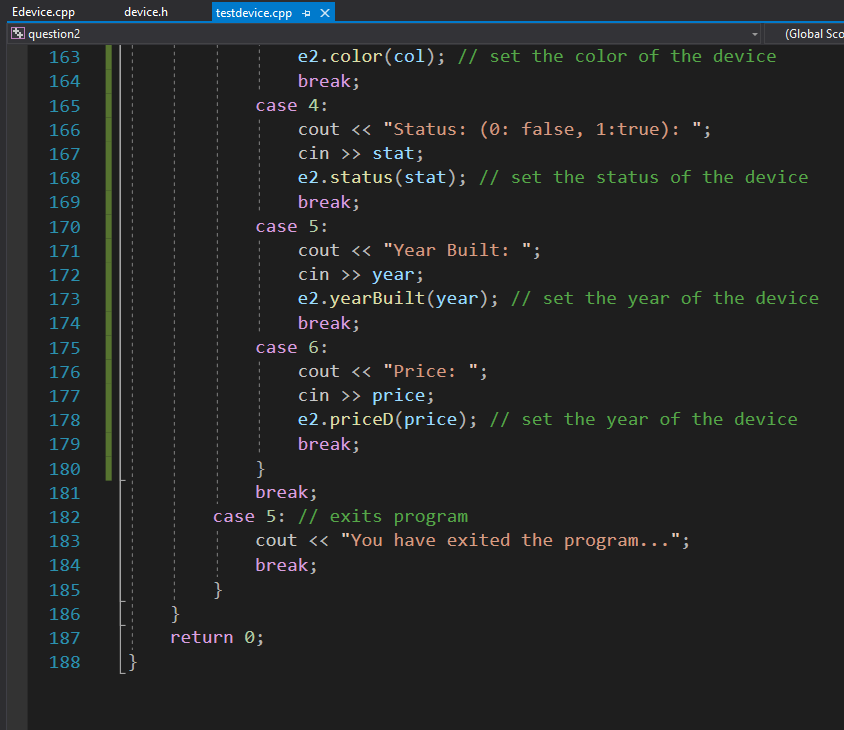 Edevice.cpp device.h testdevice.cpp
question2 (Global Sco
163 e2.color(col); // set the color of the device
164 break;
165 case 4:
166 cout << "Status: (0: false, 1:true): ";
167 cin >> stat;
168 e2.status(stat); // set the status of the device
169 break;
170 case 5:
171 cout << "Year Built: ";
172 cin >> year;
173 e2.yearBuilt(year); // set the year of the device
174 break;
175 case 6:
176 cout << "Price: ";
177 cin >> price;
178 e2.priceD(price); // set the year of the device
179 break;
180 }
181 break;
182 case 5: // exits program
183 cout << "You have exited the program...";
184 break;
185 }
186 }
187 return 0;
188 }